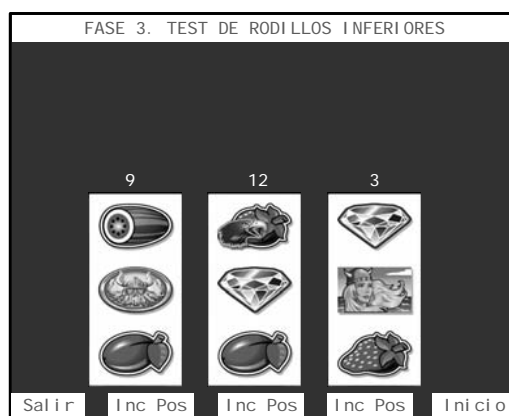 FASE 3. TEST DE RODILLOS INFERIORES
9 12 3
Salir Inc Pos Inc Pos Inc Pos Inicio